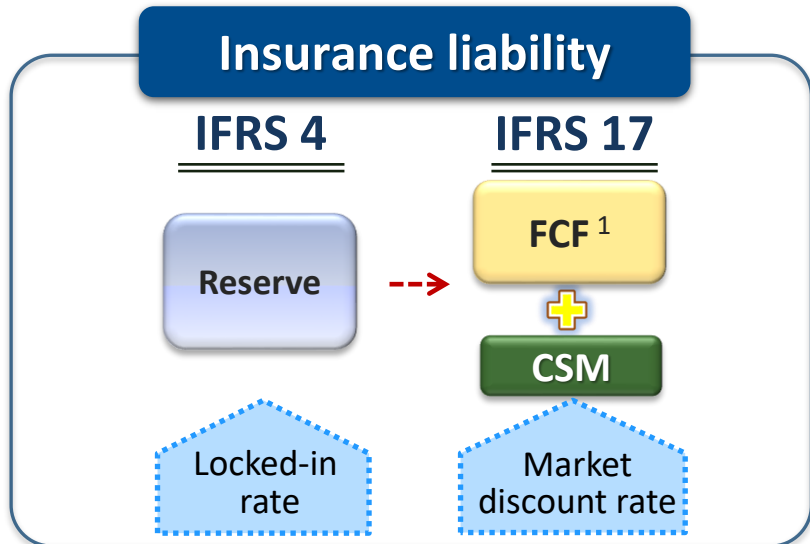 Insurance liability
IFRS 4
IFRS 17
Reserve
FCF 1
CSM
Locked-in
rate
Market
discount rate